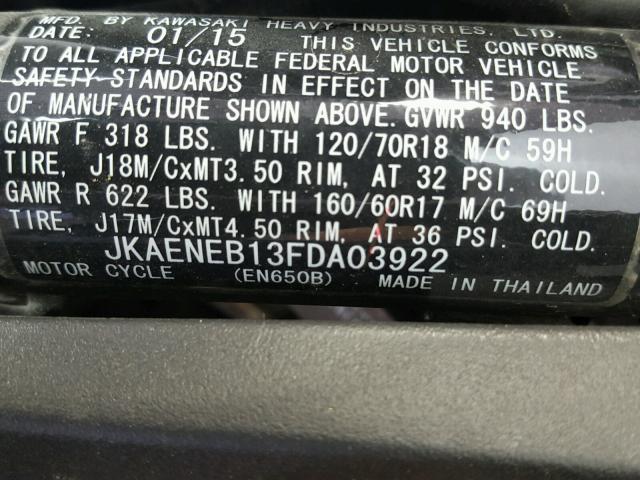 MFD. BY KAWASAKI HEAVY INDUSTRIES. LTD.
DATE: 01/15 THIS VEHICLE CONFORMS
TO ALL APPLICABLE FEDERAL MOTOR VEHICLE
SAFETY STANDARDS IN EFFECT ON THE DATE
OF MANUFACTURE SHOWN ABOVE. GVWR 940 LBS.
GAWR F 318 LBS. WITH 120/70R18 M/C 59H
TIRE, J18M/CxMT3.50 RIM, AT 32 PSI. COLD.
GAWR R 622 LBS. WITH 160/60R17 M/C 69H
TIRE, J17M/CxMT4.50 RIM, AT 36 PSI. COLD.
JKAENEB13FDA03922
MOTOR CYCLE (EN650B) MADE IN THAILAND